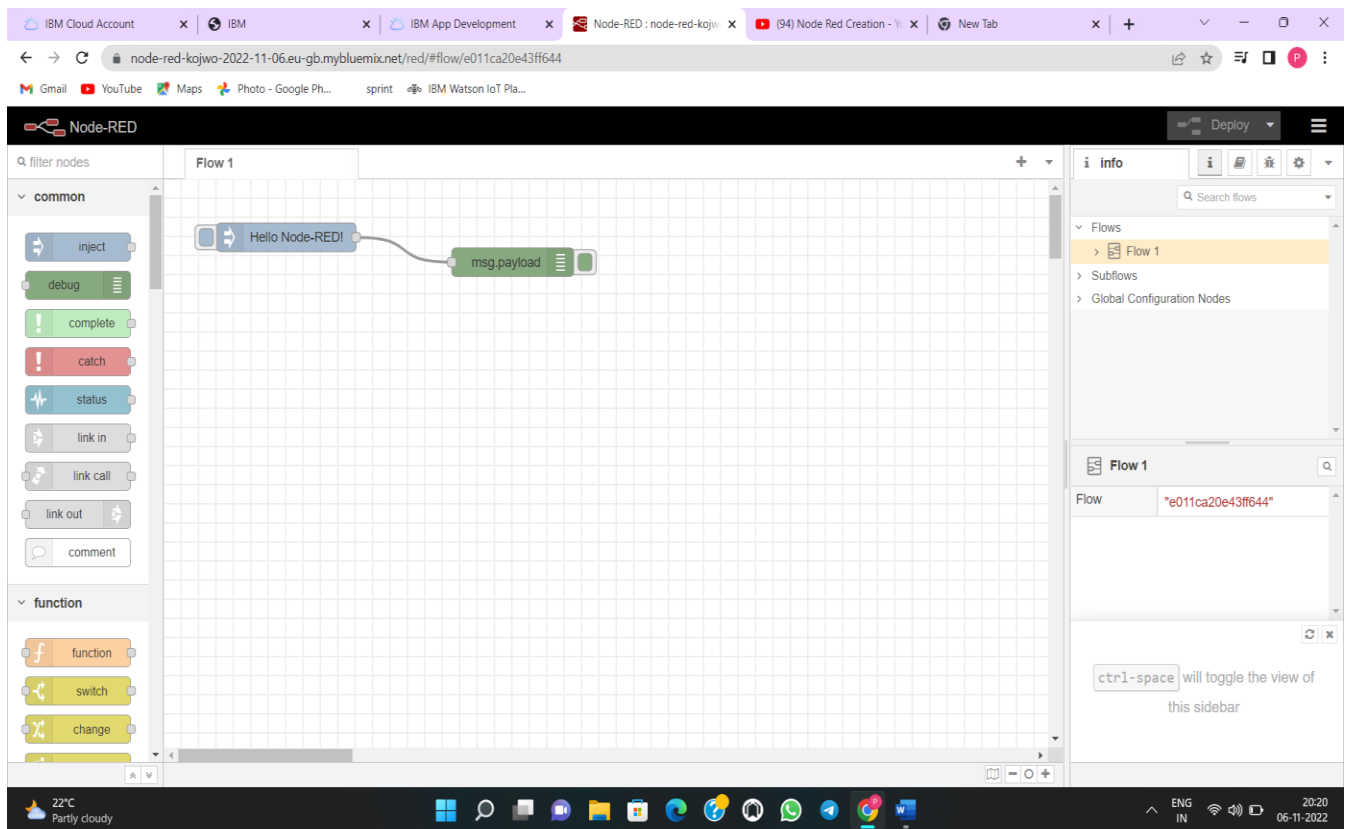 IBM Cloud Account
IBM
IBM App Development
Node-RED : node-red-kojw
(94) Node Red Creation - Y
New Tab
node-red-kojwo-2022-11-06.eu-gb.mybluemix.net/red/#flow/e011ca20e43ff644
P
Gmail YouTube Maps Photo - Google Ph... sprint IBM Watson IoT Pla...
Node-RED
Deploy
filter nodes
Flow 1
i info
i
Search flows
common
inject
debug
complete
catch
status
link in
link call
link out
comment
function
function
switch
change
Hello Node-RED!
msg.payload
Flows
Flow 1
Subflows
Global Configuration Nodes
Flow 1
Flow "e011ca20e43ff644"
ctrl-space will toggle the view of
this sidebar
22°C
Partly cloudy
ENG
IN
20:20
06-11-2022